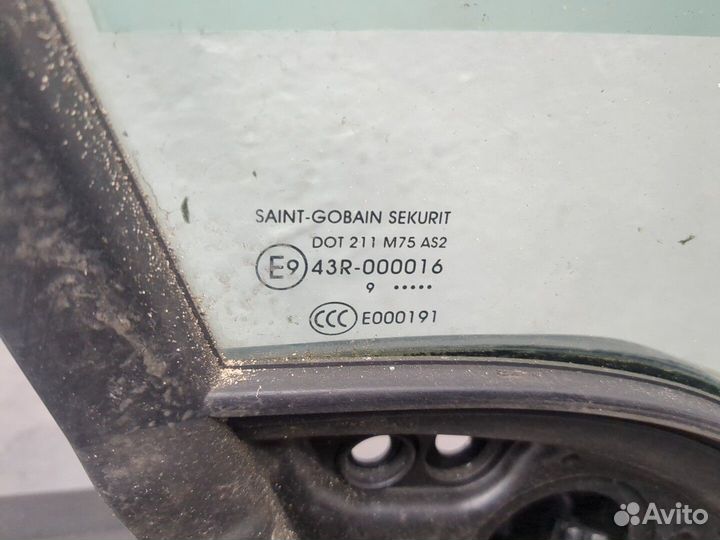 SAINT-GOBAIN SEKURIT
DOT 211 M75 AS2
E9 43R-000016
9 •••••
CCC E000191
Avito